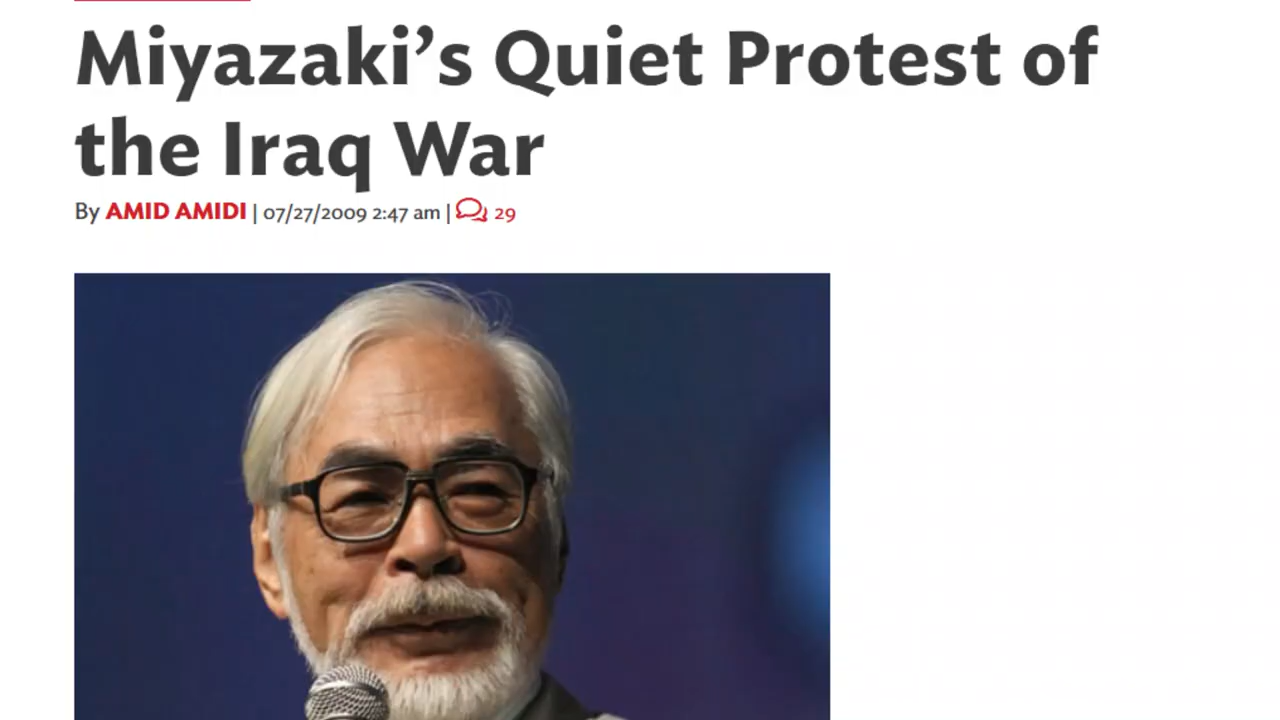 Miyazaki’s Quiet Protest of
the Iraq War
By AMID AMIDI | 07/27/2009 2:47 am | 29